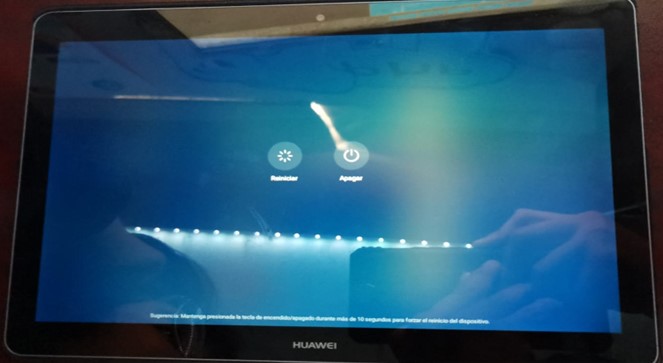 Reiniciar
Apagar
Sugerencia: Mantenga presionada la tecla de encendido/apagado durante más de 10 segundos para forzar el reinicio del dispositivo.
HUAWEI